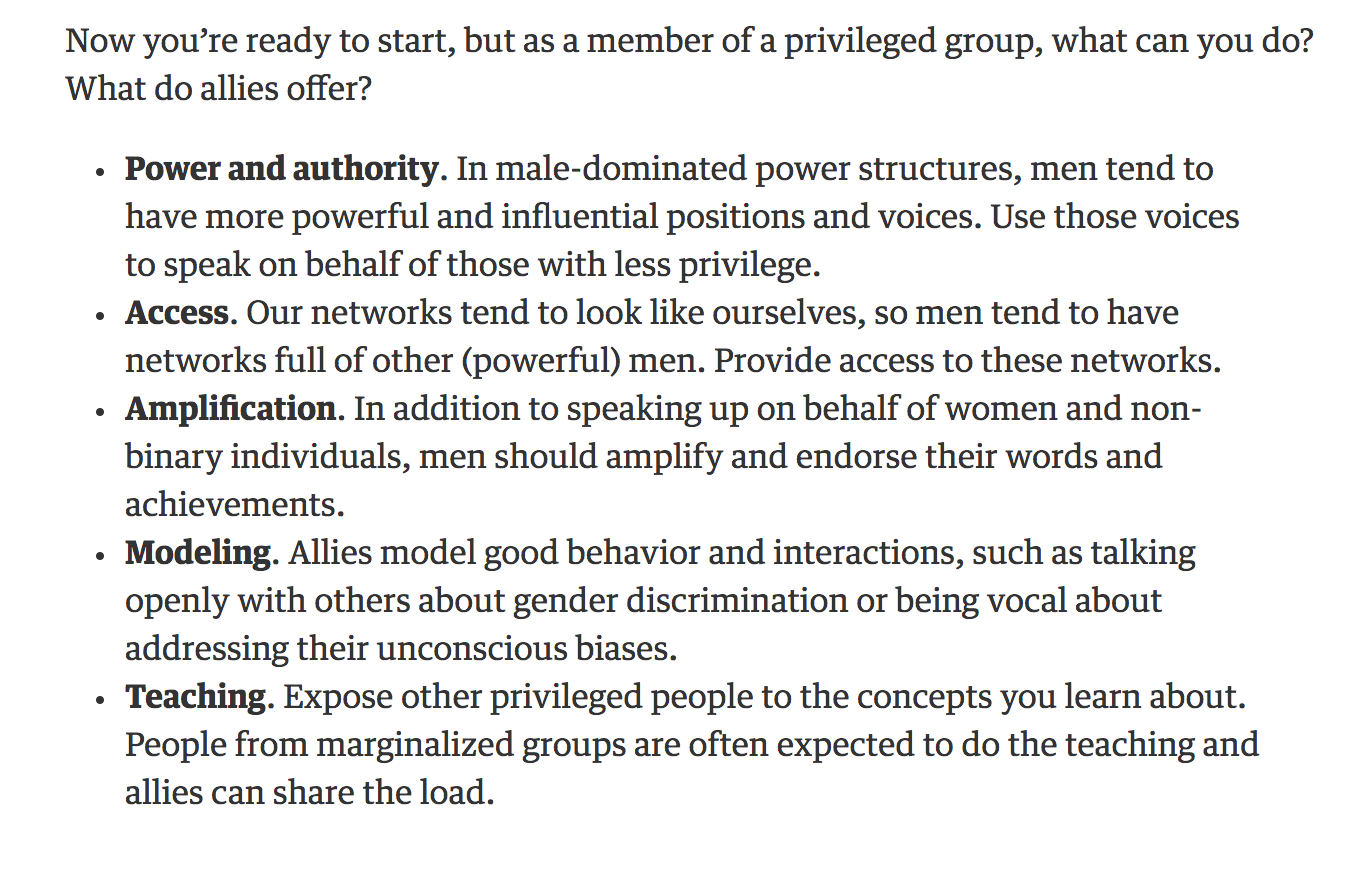 Now you’re ready to start, but as a member of a privileged group, what can you do?
What do allies offer?
• Power and authority. In male-dominated power structures, men tend to
have more powerful and influential positions and voices. Use those voices
to speak on behalf of those with less privilege.
• Access. Our networks tend to look like ourselves, so men tend to have
networks full of other (powerful) men. Provide access to these networks.
• Amplification. In addition to speaking up on behalf of women and non-
binary individuals, men should amplify and endorse their words and
achievements.
• Modeling. Allies model good behavior and interactions, such as talking
openly with others about gender discrimination or being vocal about
addressing their unconscious biases.
• Teaching. Expose other privileged people to the concepts you learn about.
People from marginalized groups are often expected to do the teaching and
allies can share the load.